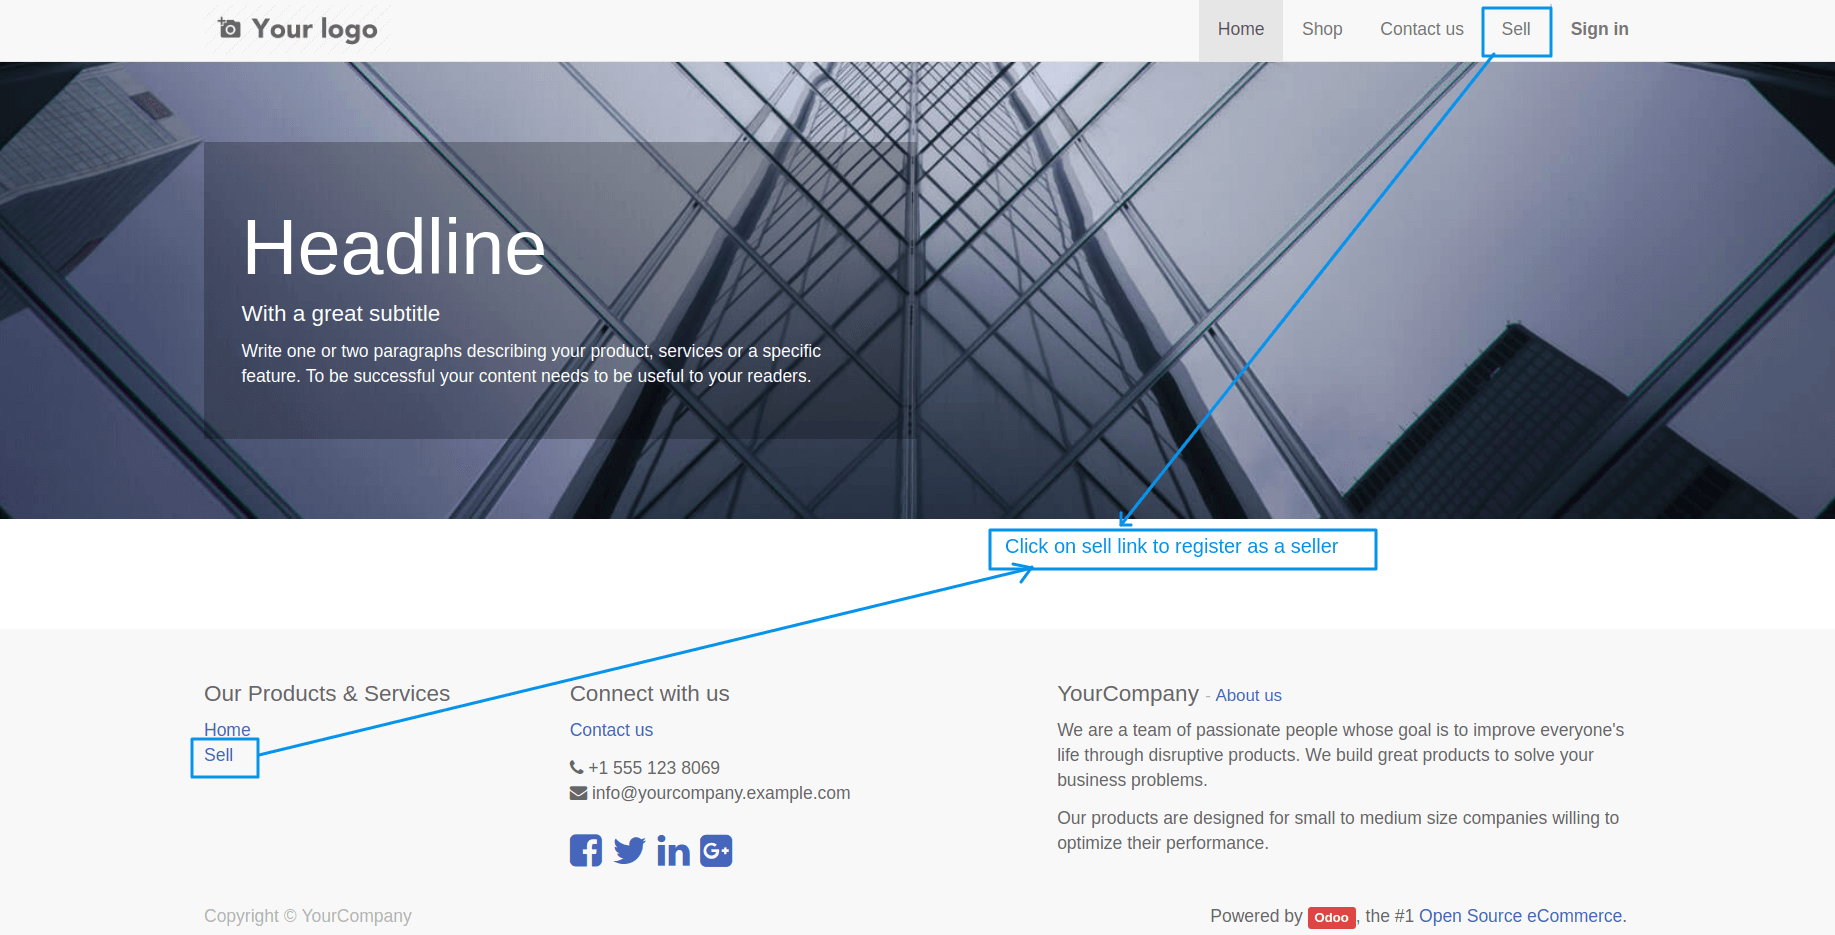 Your logo
Home
Shop
Contact us
Sell
Sign in
Headline
With a great subtitle
Write one or two paragraphs describing your product, services or a specific
feature. To be successful your content needs to be useful to your readers.
Click on sell link to register as a seller
Our Products & Services
Home
Sell
Connect with us
Contact us
+1 555 123 8069
info@yourcompany.example.com
YourCompany - About us
We are a team of passionate people whose goal is to improve everyone's
life through disruptive products. We build great products to solve your
business problems.
Our products are designed for small to medium size companies willing to
optimize their performance.
Copyright © YourCompany
Powered by Odoo, the #1 Open Source eCommerce.